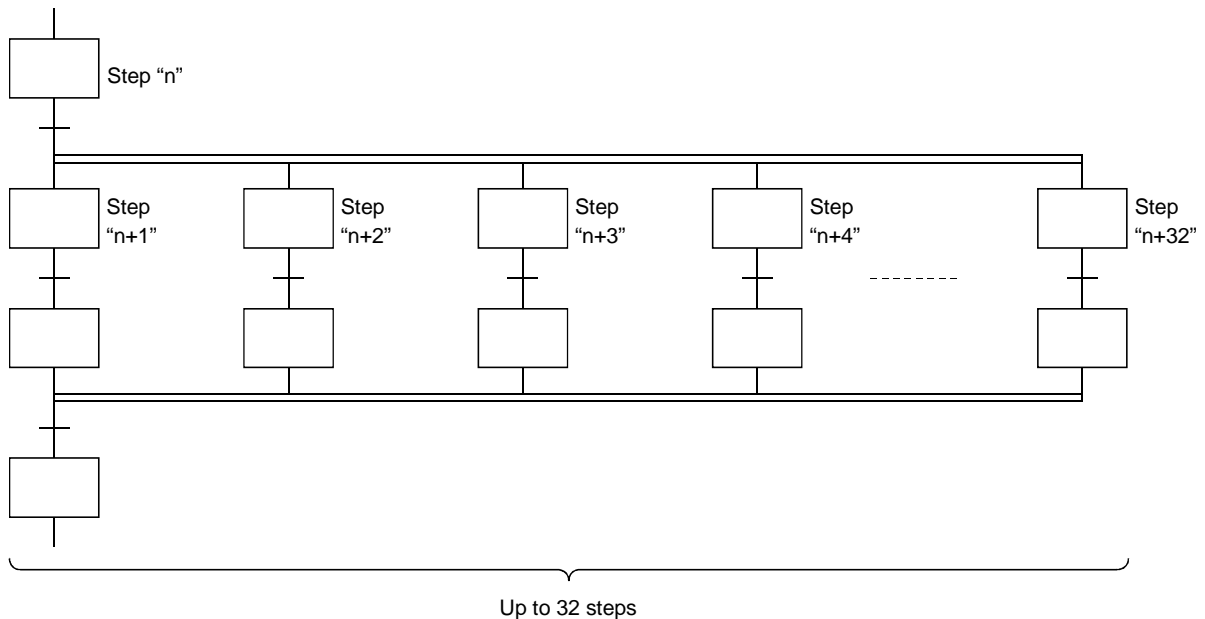 Step “n”
Step
“n+1”
Step
“n+2”
Step
“n+3”
Step
“n+4”
Step
“n+32”
Up to 32 steps